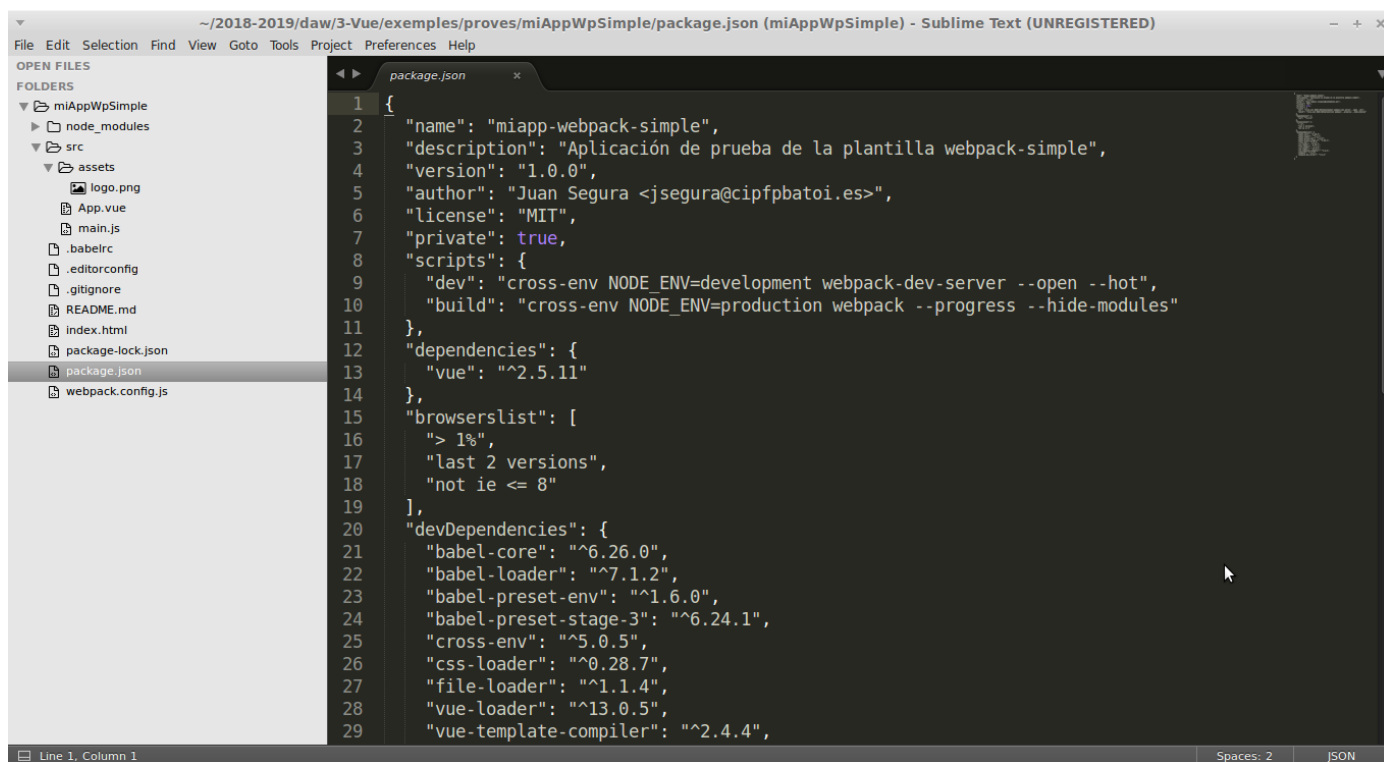 ~/2018-2019/daw/3-Vue/exemples/proves/miAppWpSimple/package.json (miAppWpSimple) - Sublime Text (UNREGISTERED)
File Edit Selection Find View Goto Tools Project Preferences Help
OPEN FILES
FOLDERS
miAppWpSimple
node_modules
src
assets
logo.png
App.vue
main.js
.babelrc
.editorconfig
.gitignore
README.md
index.html
package-lock.json
package.json
webpack.config.js
package.json
1 {
2 "name": "miapp-webpack-simple",
3 "description": "Aplicación de prueba de la plantilla webpack-simple",
4 "version": "1.0.0",
5 "author": "Juan Segura <jsegura@cipfpbatoi.es>",
6 "license": "MIT",
7 "private": true,
8 "scripts": {
9 "dev": "cross-env NODE_ENV=development webpack-dev-server --open --hot",
10 "build": "cross-env NODE_ENV=production webpack --progress --hide-modules"
11 },
12 "dependencies": {
13 "vue": "^2.5.11"
14 },
15 "browserslist": [
16 "> 1%",
17 "last 2 versions",
18 "not ie <= 8"
19 ],
20 "devDependencies": {
21 "babel-core": "^6.26.0",
22 "babel-loader": "^7.1.2",
23 "babel-preset-env": "^1.6.0",
24 "babel-preset-stage-3": "^6.24.1",
25 "cross-env": "^5.0.5",
26 "css-loader": "^0.28.7",
27 "file-loader": "^1.1.4",
28 "vue-loader": "^13.0.5",
29 "vue-template-compiler": "^2.4.4",
Line 1, Column 1
Spaces: 2
JSON